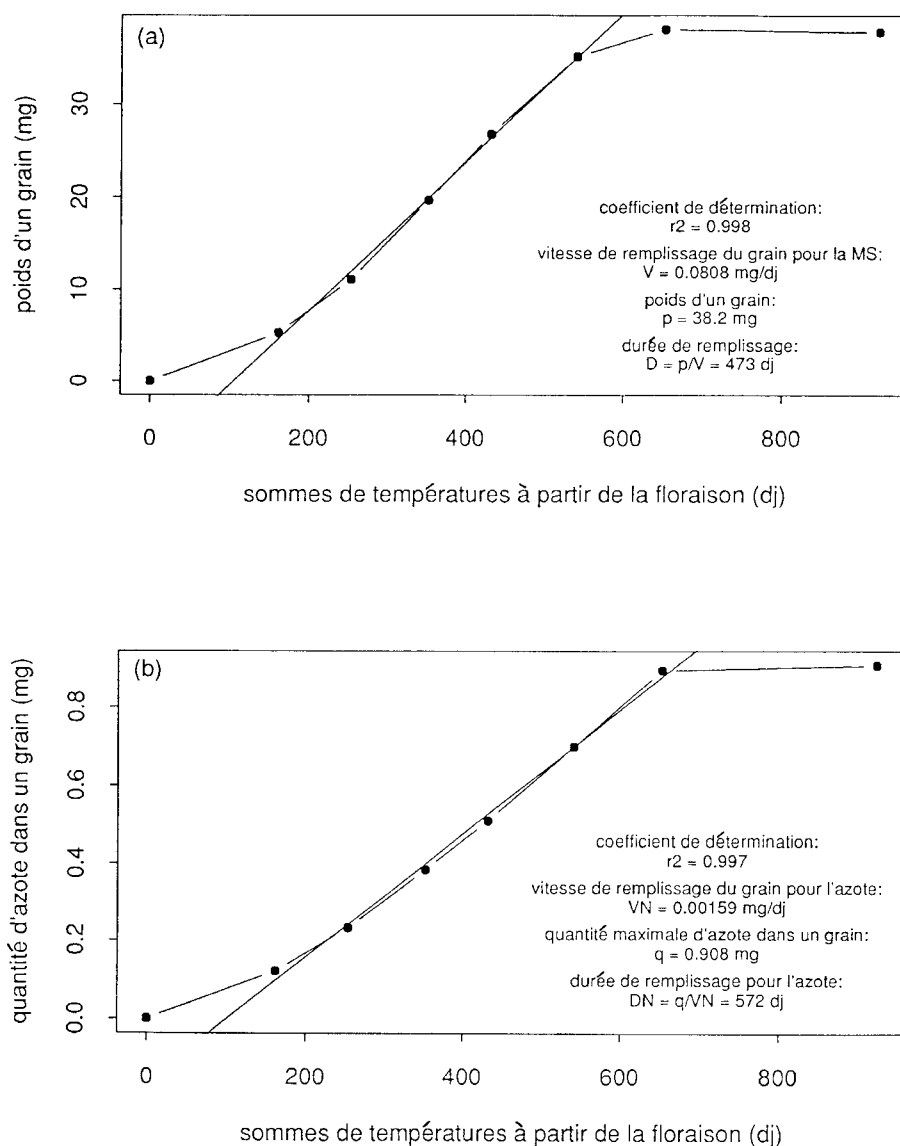 (a)
poids d'un grain (mg)
0
10
20
30
coefficient de détermination:
r2 = 0.998
vitesse de remplissage du grain pour la MS:
V = 0.0808 mg/dj
poids d'un grain:
p = 38.2 mg
durée de remplissage:
D = p/V = 473 dj
0 200 400 600 800
sommes de températures à partir de la floraison (dj)
(b)
quantité d'azote dans un grain (mg)
0.0
0.2
0.4
0.6
0.8
coefficient de détermination:
r2 = 0.997
vitesse de remplissage du grain pour l'azote:
VN = 0.00159 mg/dj
quantité maximale d'azote dans un grain:
q = 0.908 mg
durée de remplissage pour l'azote:
DN = q/VN = 572 dj
0 200 400 600 800
sommes de températures à partir de la floraison (dj)